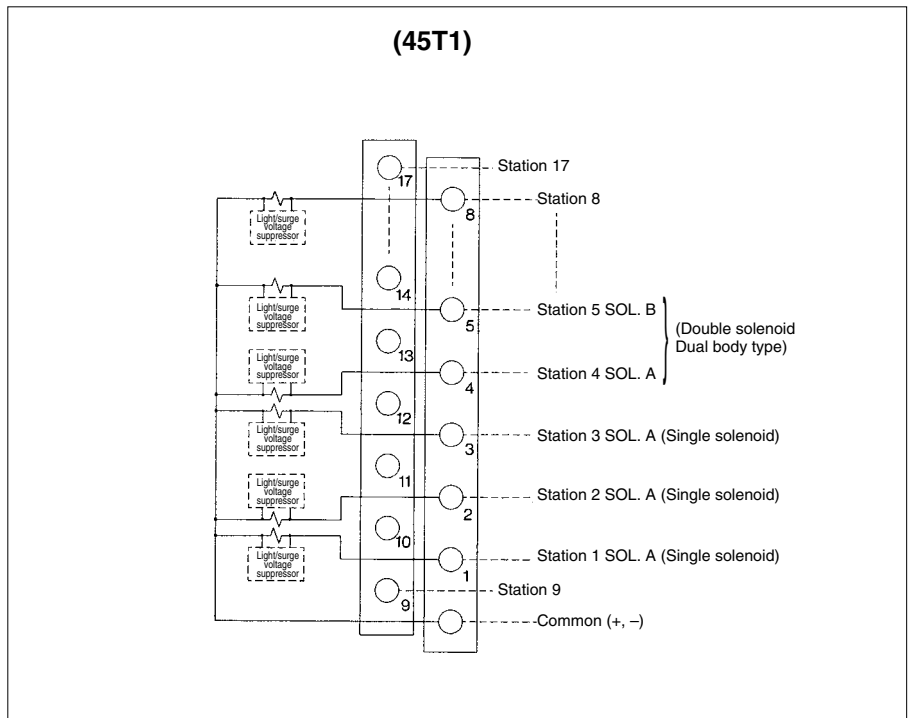 (45T1)
17
Station 17
8
Station 8
Light/surge
voltage
suppressor
14
5
Station 5 SOL. B
Light/surge
voltage
suppressor
(Double solenoid
Dual body type)
13
4
Station 4 SOL. A
Light/surge
voltage
suppressor
12
3
Station 3 SOL. A (Single solenoid)
Light/surge
voltage
suppressor
11
2
Station 2 SOL. A (Single solenoid)
Light/surge
voltage
suppressor
10
1
Station 1 SOL. A (Single solenoid)
Light/surge
voltage
suppressor
9
Station 9
Common (+, –)